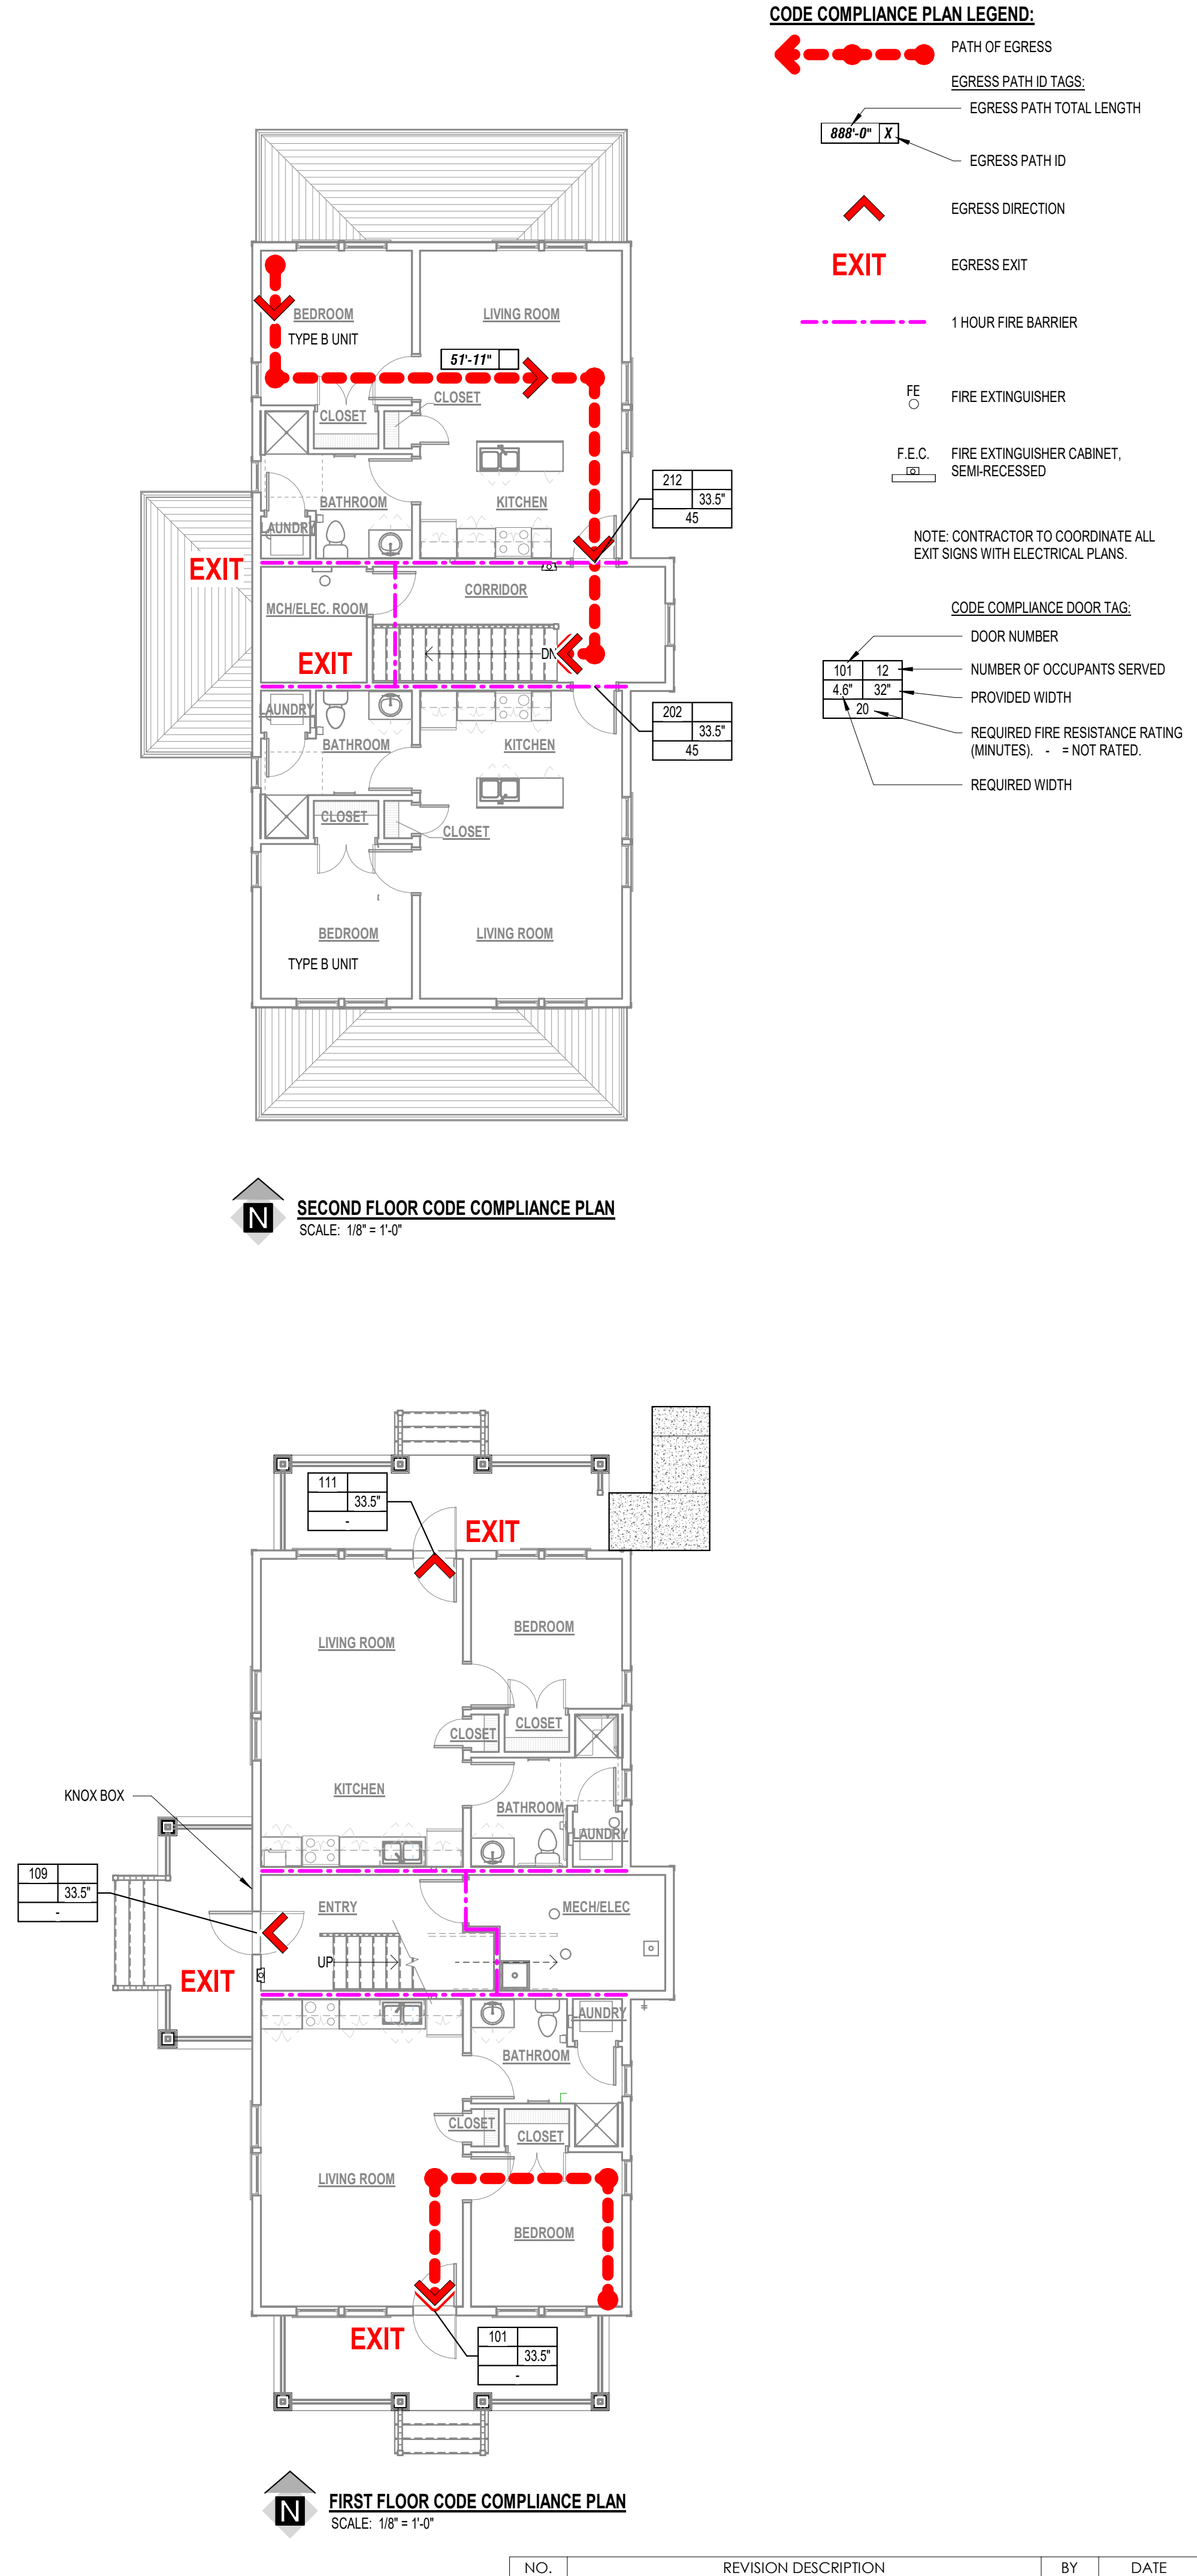 CODE COMPLIANCE PLAN LEGEND:
PATH OF EGRESS
EGRESS PATH ID TAGS:
EGRESS PATH TOTAL LENGTH
888'-0" X
EGRESS PATH ID
EGRESS DIRECTION
EXIT
EGRESS EXIT
1 HOUR FIRE BARRIER
FE
FIRE EXTINGUISHER
F.E.C.
FIRE EXTINGUISHER CABINET,
SEMI-RECESSED
NOTE: CONTRACTOR TO COORDINATE ALL
EXIT SIGNS WITH ELECTRICAL PLANS.
CODE COMPLIANCE DOOR TAG:
DOOR NUMBER
101 12
NUMBER OF OCCUPANTS SERVED
4.6" 32"
PROVIDED WIDTH
20
REQUIRED FIRE RESISTANCE RATING
(MINUTES). - = NOT RATED.
REQUIRED WIDTH
BEDROOM
LIVING ROOM
TYPE B UNIT
51'-11"
CLOSET
CLOSET
212
33.5"
45
BATHROOM
KITCHEN
LAUNDRY
EXIT
CORRIDOR
MCH/ELEC. ROOM
EXIT
DN
LAUNDRY
202
33.5"
45
BATHROOM
KITCHEN
CLOSET
CLOSET
BEDROOM
LIVING ROOM
TYPE B UNIT
N
SECOND FLOOR CODE COMPLIANCE PLAN
SCALE: 1/8" = 1'-0"
111
33.5"
-
EXIT
BEDROOM
LIVING ROOM
CLOSET
CLOSET
KITCHEN
KNOX BOX
BATHROOM
LAUNDRY
109
33.5"
-
ENTRY
MECH/ELEC
UP
EXIT
LAUNDRY
BATHROOM
CLOSET
CLOSET
LIVING ROOM
BEDROOM
EXIT
101
33.5"
-
N
FIRST FLOOR CODE COMPLIANCE PLAN
SCALE: 1/8" = 1'-0"
NO. REVISION DESCRIPTION BY DATE